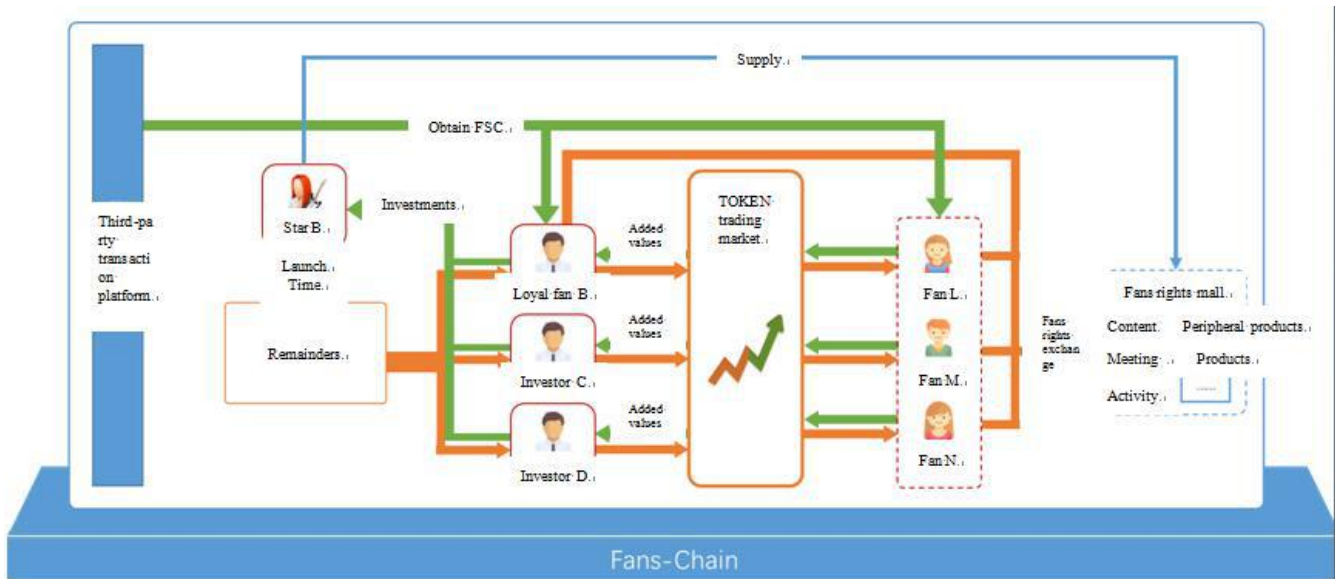 Supply.
Obtain FSC.
Third-pa
rty
transacti
on
platform.
Star B.
Launch
Time.
Remainders.
Investments.
Loyal fan B.
Investor C.
Investor D.
Added
values
Added
values
Added
values
TOKEN
trading
market.
Fan L.
Fan M.
Fan N.
Fans
rights
exchan
ge
Fans rights mall.
Content. Peripheral products.
Meeting Products.
Activity.
Fans-Chain